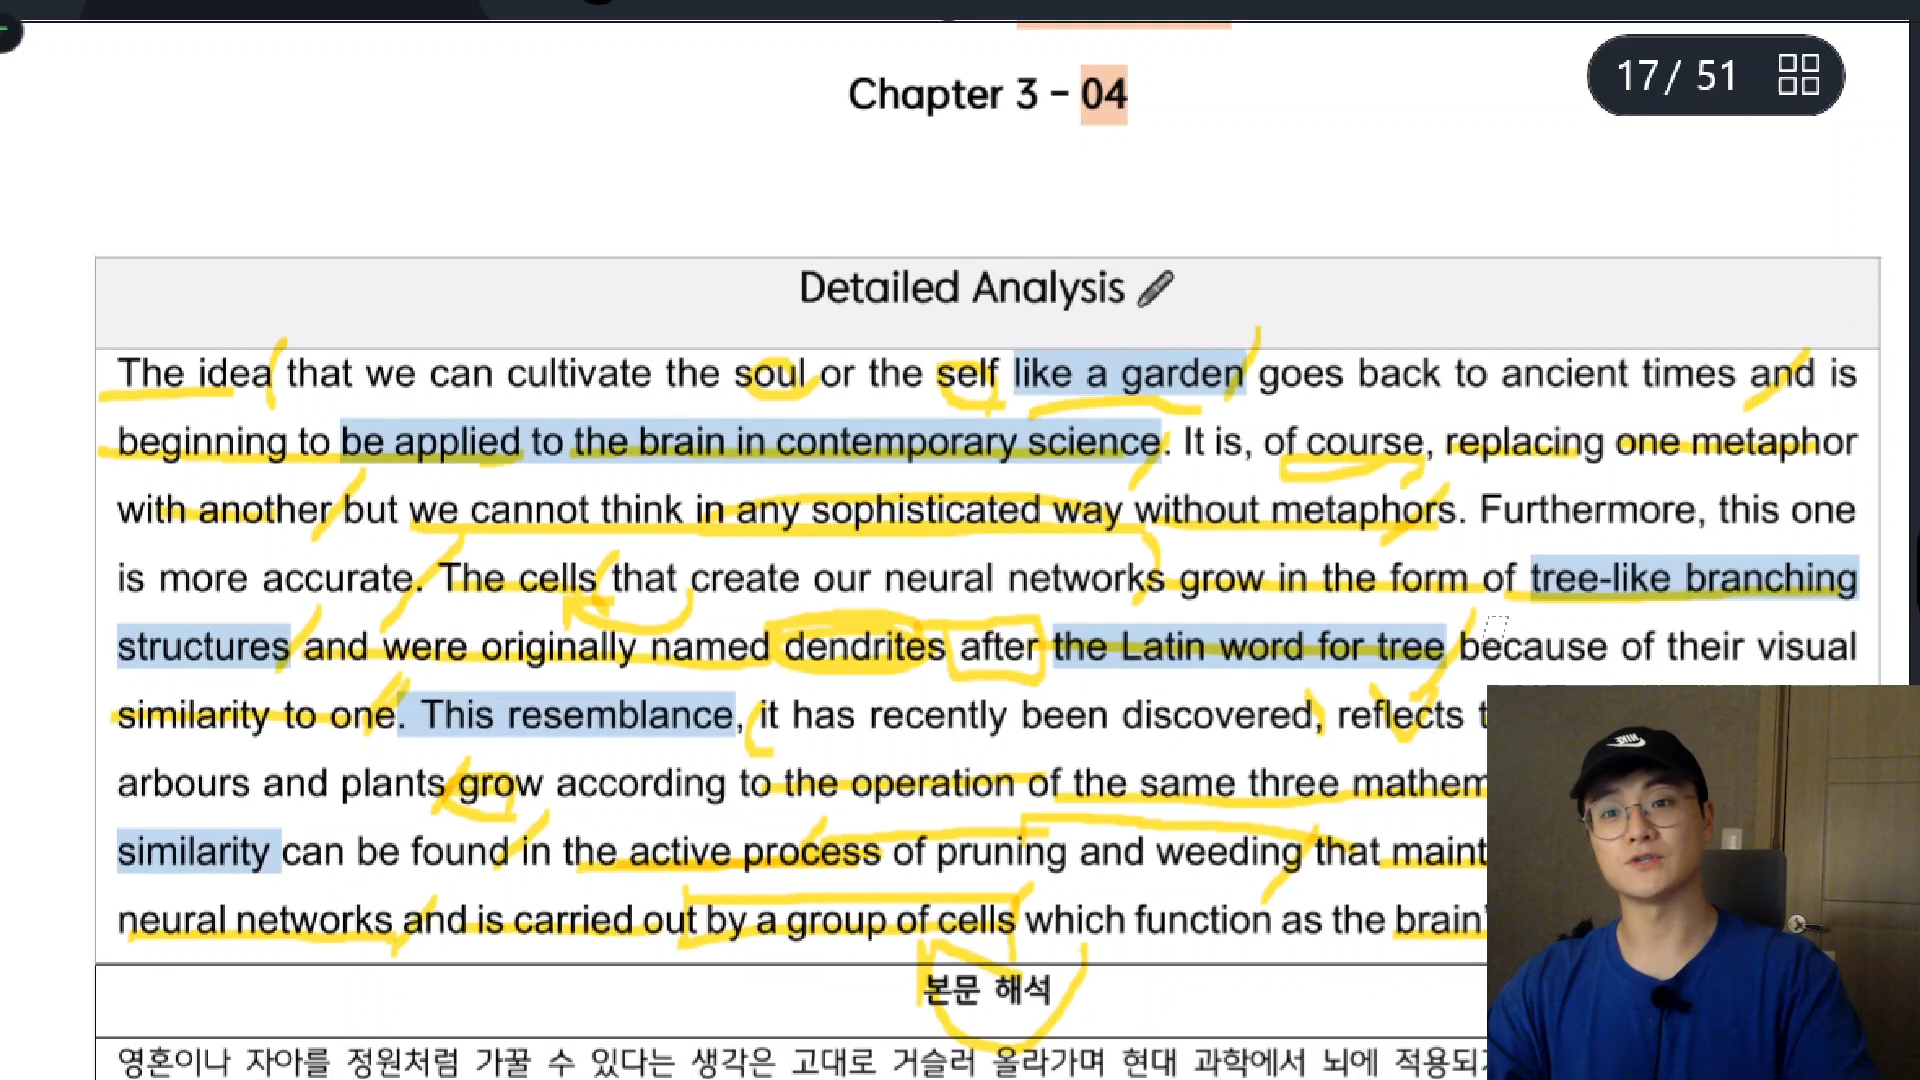 17/ 51
Chapter 3 - 04
Detailed Analysis
The idea that we can cultivate the soul or the self like a garden goes back to ancient times and is
beginning to be applied to the brain in contemporary science. It is, of course, replacing one metaphor
with another but we cannot think in any sophisticated way without metaphors. Furthermore, this one
is more accurate. The cells that create our neural networks grow in the form of tree-like branching
structures and were originally named dendrites after the Latin word for tree because of their visual
similarity to one. This resemblance, it has recently been discovered, reflects
arbours and plants grow according to the operation of the same three
similarity can be found in the active process of pruning and weeding that
neural networks and is carried out by a group of cells which function as the brain'
NIKE
본문 해석
영혼이나 자아를 정원처럼 가꿀 수 있다는 생각은 고대로 거슬러 올라가며 현대 과학에서 뇌에